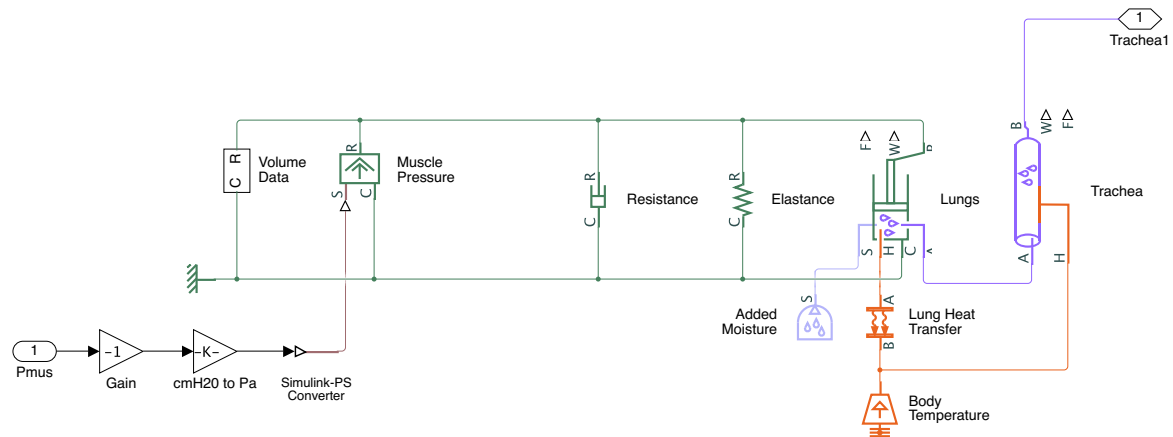 1
Trachea1
B
W
F
F
W
R
R
C
Volume
Data
R
Muscle
Pressure
S
C
R
C
Resistance
R
C
Elastance
Lungs
Trachea
S
H
C
A
A
H
S
Added
Moisture
A
B
Lung Heat
Transfer
1
Pmus
-1
Gain
-K-
cmH20 to Pa
Simulink-PS
Converter
Body
Temperature